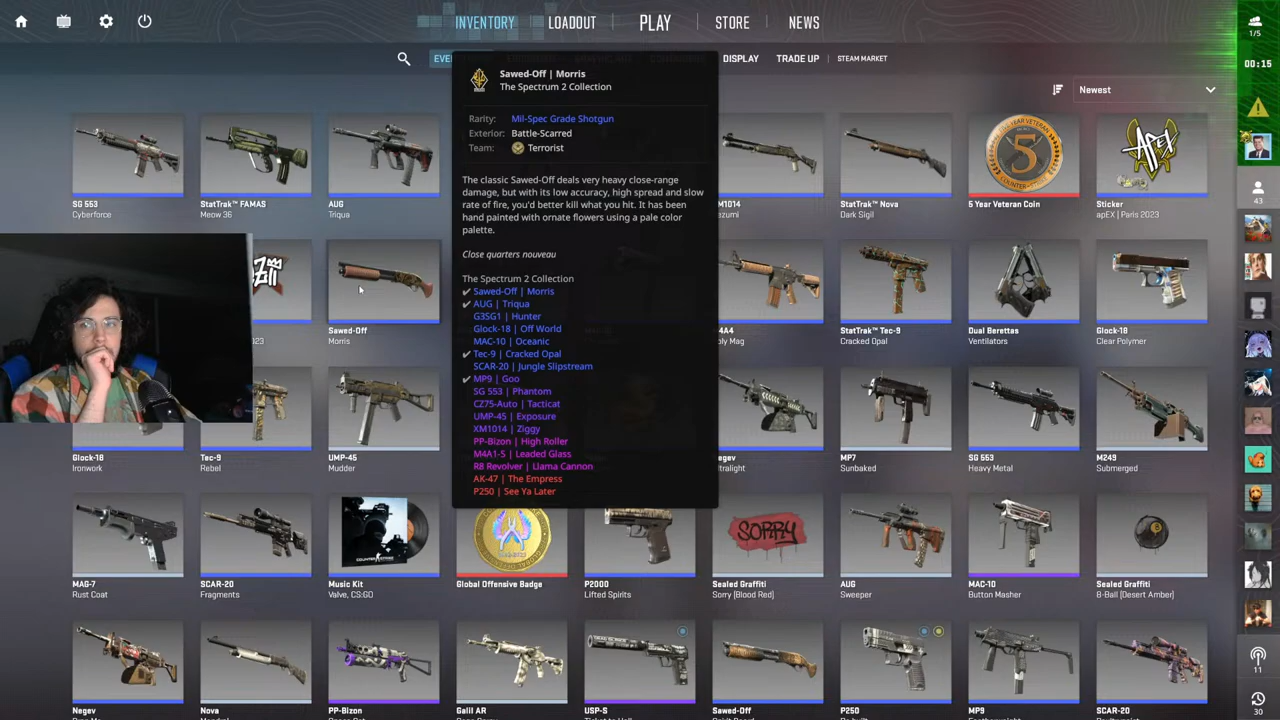 INVENTORY
LOADOUT
PLAY
STORE
NEWS
1/5
00:15
DISPLAY
TRADE UP
STEAM MARKET
Newest
43
Sawed-Off | Morris
The Spectrum 2 Collection
Rarity: Mil-Spec Grade Shotgun
Exterior: Battle-Scarred
Team: Terrorist
The classic Sawed-Off deals very heavy close-range
damage, but with its low accuracy, high spread and slow
rate of fire, you'd better kill what you hit. It has been
hand painted with ornate flowers using a pale color
palette.
Close quarters nouveau
The Spectrum 2 Collection
✔ Sawed-Off | Morris
✔ AUG | Triqua
G3SG1 | Hunter
Glock-18 | Off World
MAC-10 | Oceanic
✔ Tec-9 | Cracked Opal
SCAR-20 | Jungle Slipstream
✔ MP9 | Goo
SG 553 | Phantom
CZ75-Auto | Tacticat
UMP-45 | Exposure
XM1014 | Ziggy
PP-Bizon | High Roller
M4A1-S | Leaded Glass
R8 Revolver | Llama Cannon
AK-47 | The Empress
P250 | See Ya Later
SG 553
Cyberforce
StatTrak™ FAMAS
Meow 36
AUG
Triqua
StatTrak™ Nova
Dark Sigil
5 YEAR VETERAN
5
COUNTER-STRIKE
5 Year Veteran Coin
APEX
Sticker
apEX | Paris 2023
Sawed-Off
Morris
StatTrak™ Tec-9
Cracked Opal
Dual Berettas
Ventilators
Glock-18
Clear Polymer
Glock-18
Ironwork
Tec-9
Rebel
UMP-45
Mudder
MP7
Sunbaked
SG 553
Heavy Metal
M249
Submerged
MAG-7
Rust Coat
SCAR-20
Fragments
Music Kit
Valve, CS:GO
Global Offensive Badge
P2000
Lifted Spirits
SORRY
Sealed Graffiti
Sorry (Blood Red)
AUG
Sweeper
MAC-10
Button Masher
Sealed Graffiti
8-Ball (Desert Amber)
Negev
Nova
PP-Bizon
Galil AR
USP-S
Sawed-Off
P250
MP9
SCAR-20
11
30